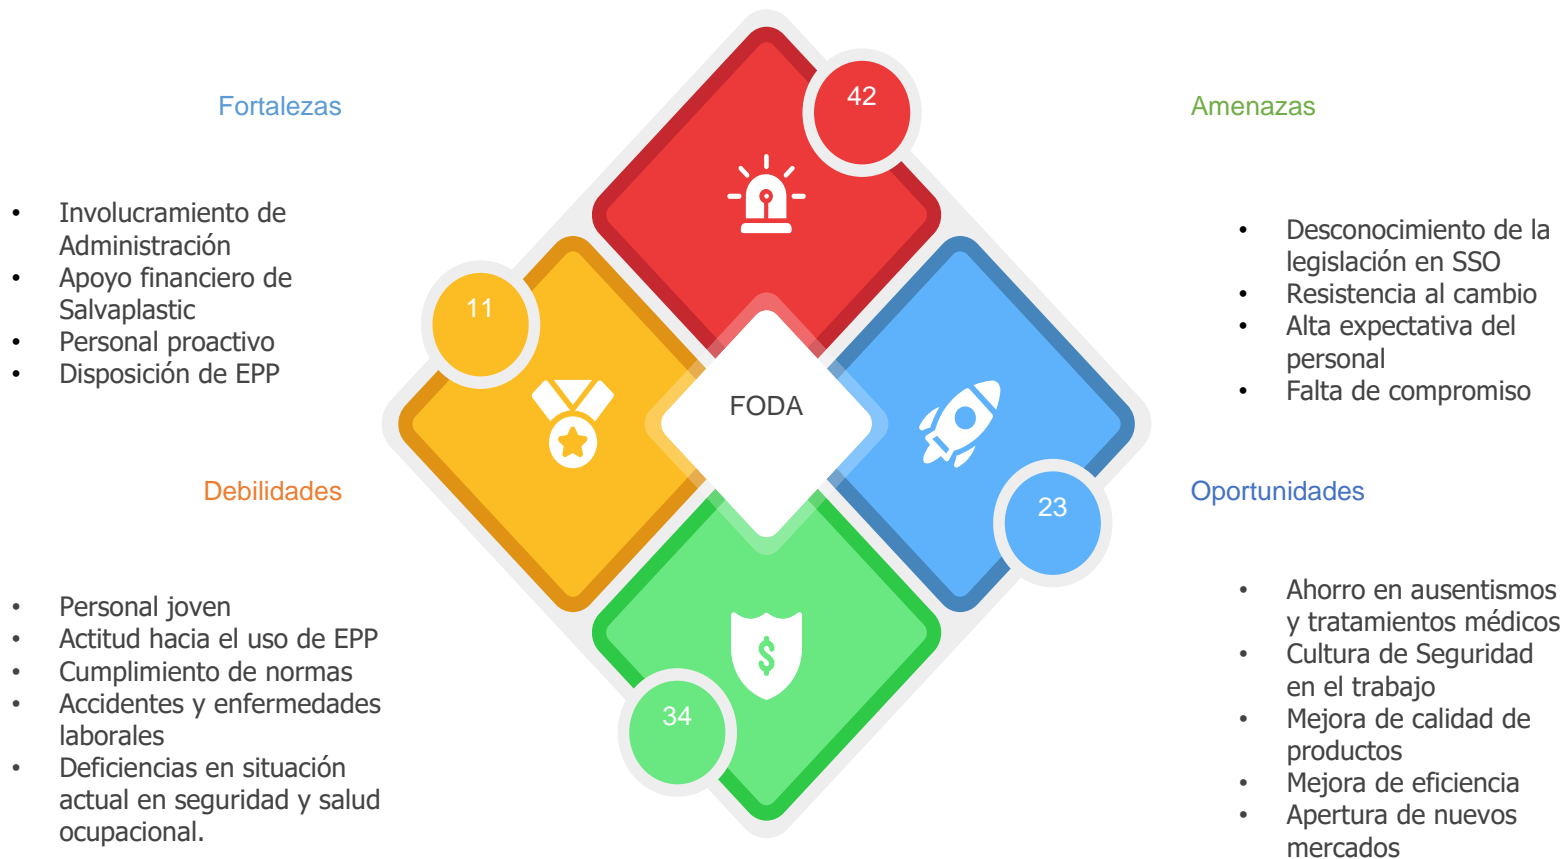 Fortalezas
• Involucramiento de
Administración
• Apoyo financiero de
Salvaplastic
• Personal proactivo
• Disposición de EPP
Debilidades
• Personal joven
• Actitud hacia el uso de EPP
• Cumplimiento de normas
• Accidentes y enfermedades
laborales
• Deficiencias en situación
actual en seguridad y salud
ocupacional.
42
11
FODA
23
$
34
Amenazas
• Desconocimiento de la
legislación en SSO
• Resistencia al cambio
• Alta expectativa del
personal
• Falta de compromiso
Oportunidades
• Ahorro en ausentismos
y tratamientos médicos
• Cultura de Seguridad
en el trabajo
• Mejora de calidad de
productos
• Mejora de eficiencia
• Apertura de nuevos
mercados